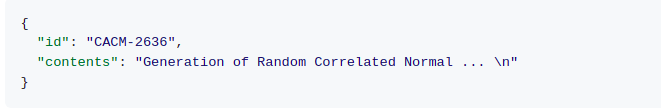 {
  "id": "CACM-2636",
  "contents": "Generation of Random Correlated Normal ... \n"
}